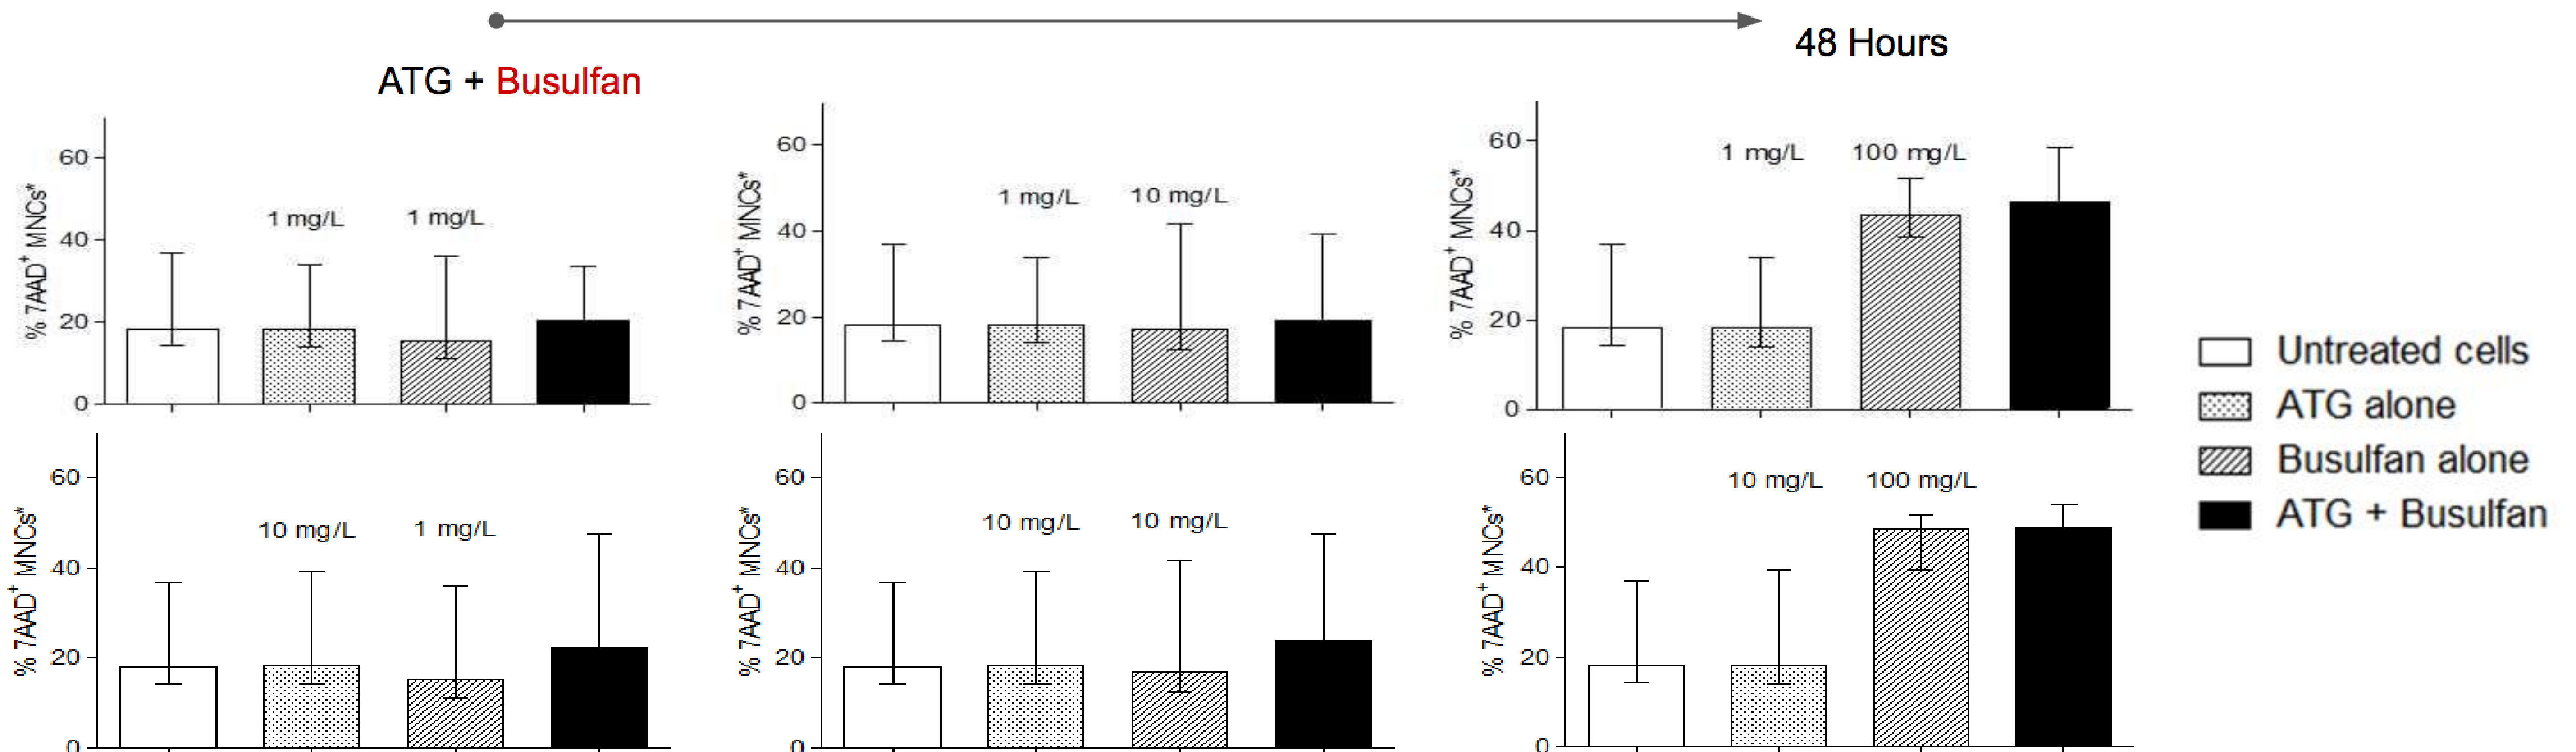 48 Hours
ATG + Busulfan
% 7AAD+ MNCs*
60
40
20
0
1 mg/L 1 mg/L
% 7AAD+ MNCs*
60
40
20
0
1 mg/L 10 mg/L
% 7AAD+ MNCs*
60
40
20
0
1 mg/L 100 mg/L
% 7AAD+ MNCs*
60
40
20
0
10 mg/L 1 mg/L
% 7AAD+ MNCs*
60
40
20
0
10 mg/L 10 mg/L
% 7AAD+ MNCs*
60
40
20
0
10 mg/L 100 mg/L
Untreated cells
ATG alone
Busulfan alone
ATG + Busulfan